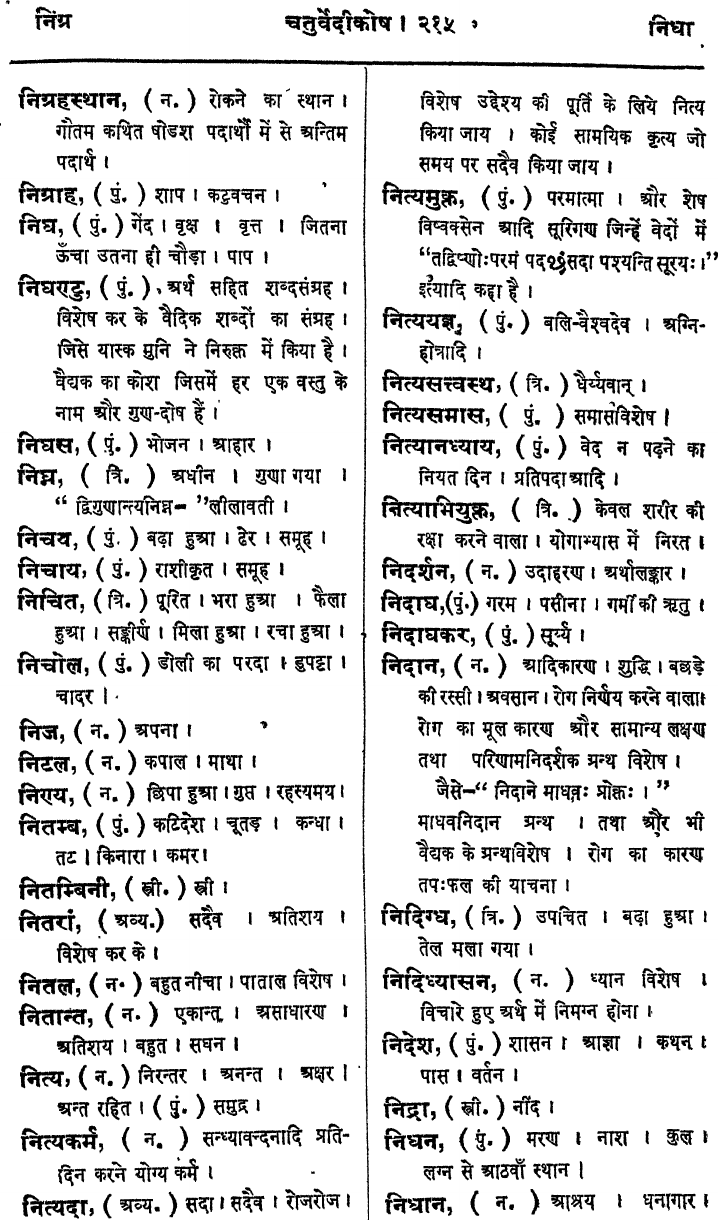 निंग्र
चतुर्वेदीकोष। २१५
निधा
निग्रहस्थान, ( न. ) रोकने का स्थान ।
गौतम कथित षोडश पदार्थों में से अन्तिम
पदार्थ ।
निग्राह, ( पुं. ) शाप । कटुवचन ।
निघ, ( पुं. ) गेंद । वृक्ष । वृत्त । जितना
ऊँचा उतना ही चौड़ा । पाप ।
निघण्टु, ( पुं. ) अर्थ सहित शब्दसंग्रह ।
विशेष कर के वैदिक शब्दों का संग्रह ।
जिसे यास्क मुनि ने निरुक्त में किया है ।
वैद्यक का कोश जिसमें हर एक वस्तु के
नाम और गुण-दोष हैं ।
निघस, ( पुं. ) भोजन । आहार ।
निघ्न, ( त्रि. ) अधीन । गुणा गया ।
“ द्विगुणान्त्यनिघ्न– ”लीलावती ।
निचय, ( पुं. ) बढ़ा हुआ । ढेर । समूह ।
निचाय, ( पुं. ) राशीकृत । समूह ।
निचित, ( त्रि. ) पूरित । भरा हुआ । फैला
हुआ । सङ्कीर्ण । मिला हुआ । रचा हुआ ।
निचोल, ( पुं. ) डोली का परदा । डुपट्टा ।
चादर ।
निज, ( न. ) अपना ।
निटल, ( न. ) कपाल । माथा ।
निण्य, ( न. ) छिपा हुआ । गुप्त । रहस्यमय ।
नितम्ब, ( पुं. ) कटिदेश । चूतड़ । कन्धा ।
तट । किनारा । कमर।
नितम्बिनी, ( स्त्री. ) स्त्री ।
नितरां, ( अव्य.) सदैव । अतिशय ।
विशेष कर के ।
नितल, ( न. ) बहुत नीचा । पाताल विशेष ।
नितान्त, ( न. ) एकान्त । असाधारण ।
अतिशय । बहुत । सघन ।
नित्य, ( न. ) निरन्तर । अनन्त । अक्षर ।
अन्त रहित । ( पुं. ) समुद्र ।
नित्यकर्म, ( न. ) सन्ध्यावन्दनादि प्रति-
दिन करने योग्य कर्म ।
नित्यदा, ( अव्य. ) सदा । सदैव । रोजरोज ।
विशेष उद्देश्य की पूर्ति के लिये नित्य
किया जाय । कोई सामयिक कृत्य जो
समय पर सदैव किया जाय ।
नित्यमुक्त, ( पुं. ) परमात्मा । और शेष
विष्वक्सेन आदि सूरिगण जिन्हें वेदों में
“तद्विष्णोःपरमं पदꣳसदा पश्यन्ति सूरयः।”
इत्यादि कहा है ।
नित्ययज्ञ, ( पुं. ) बलि-वैश्वदेव । अग्नि-
होत्रादि ।
नित्यसत्त्वस्थ, ( त्रि. ) धैर्य्यवान् ।
नित्यसमास, ( पुं. ) समासविशेष ।
नित्यानध्याय, ( पुं. ) वेद न पढ़ने का
नियत दिन । प्रतिपदा आदि ।
नित्याभियुक्त, ( त्रि. ) केवल शरीर की
रक्षा करने वाला । योगाभ्यास में निरत ।
निदर्शन, ( न. ) उदाहरण । अर्थालङ्कार ।
निदाघ,(पुं.) गरम । पसीना । गर्मी की ऋतु ।
निदाघकर, ( पुं. ) सूर्य्य ।
निदान, ( न. ) आदिकारण । शुद्धि । बछड़े
की रस्सी । अवसान । रोग निर्णय करने वाला।
रोग का मूल कारण और सामान्य लक्षण
तथा परिणामनिदर्शक ग्रन्थ विशेष ।
जैसे–“ निदाने माधवः प्रोक्तः । ”
माधवनिदान ग्रन्थ । तथा और भी
वैद्यक के ग्रन्थविशेष । रोग का कारण
तपःफल की याचना ।
निदिग्ध, ( त्रि. ) उपचित । बढ़ा हुआ ।
तेल मला गया ।
निदिध्यासन, ( न. ) ध्यान विशेष ।
विचारे हुए अर्थ में निमग्न होना ।
निदेश, ( पुं. ) शासन । आज्ञा । कथन ।
पास । वर्तन ।
निद्रा, ( स्त्री. ) नींद ।
निधन, ( पुं. ) मरण । नाश । कुल ।
लग्न से आठवाँ स्थान ।
निधान, ( न. ) आश्रय । धनागार ।